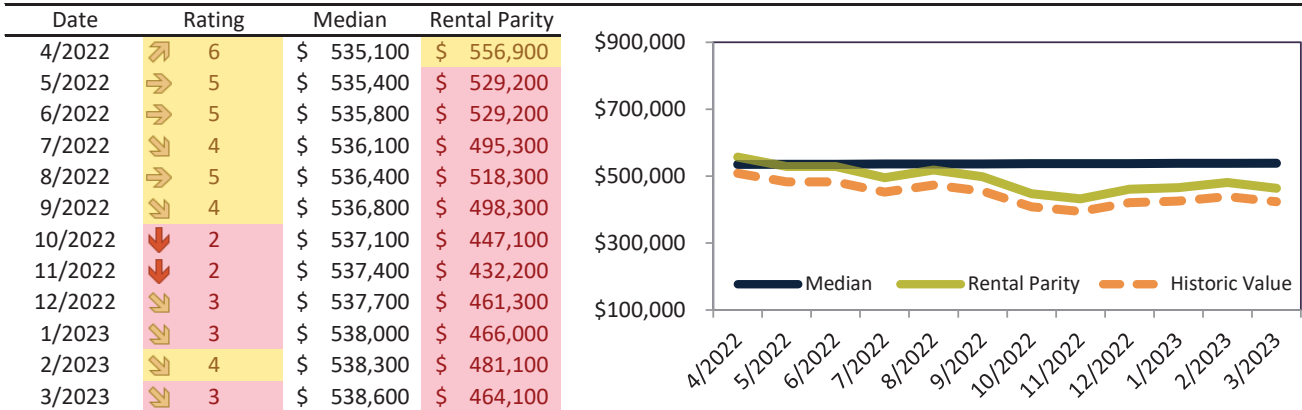 Date Rating Median Rental Parity
4/2022 6 $ 535,100 $ 556,900
5/2022 5 $ 535,400 $ 529,200
6/2022 5 $ 535,800 $ 529,200
7/2022 4 $ 536,100 $ 495,300
8/2022 5 $ 536,400 $ 518,300
9/2022 4 $ 536,800 $ 498,300
10/2022 2 $ 537,100 $ 447,100
11/2022 2 $ 537,400 $ 432,200
12/2022 3 $ 537,700 $ 461,300
1/2023 3 $ 538,000 $ 466,000
2/2023 4 $ 538,300 $ 481,100
3/2023 3 $ 538,600 $ 464,100
$900,000
$700,000
$500,000
$300,000
$100,000
Median Rental Parity Historic Value
4/2022 5/2022 6/2022 7/2022 8/2022 9/2022 10/2022 11/2022 12/2022 1/2023 2/2023 3/2023